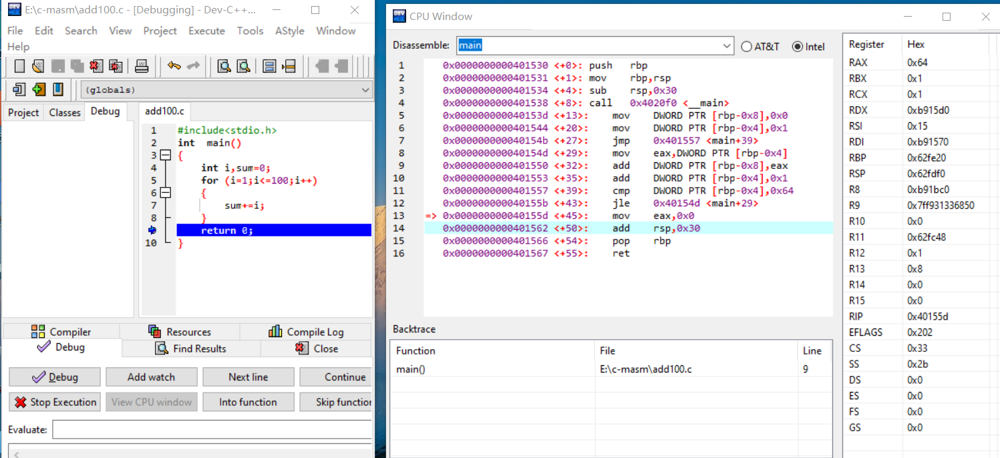 E:\c-masm\add100.c - [Debugging] - Dev-C++...
File Edit Search View Project Execute Tools AStyle Window
Help
(globals)
Project Classes Debug
add100.c
1 #include<stdio.h>
2 int  main()
3 {
4 int i,sum=0;
5 for (i=1;i<=100;i++)
6 {
7 sum+=i;
8 }
return 0;
10 }
Compiler Resources Compile Log
Debug Find Results Close
Debug Add watch Next line Continue
Stop Execution View CPU window Into function Skip function
Evaluate:
CPU Window
Disassemble: main AT&T Intel
1 0x0000000000401530 <+0>: push rbp
2 0x0000000000401531 <+1>: mov rbp,rsp
3 0x0000000000401534 <+4>: sub rsp,0x30
4 0x0000000000401538 <+8>: call 0x4020f0 <__main>
5 0x000000000040153d <+13>: mov DWORD PTR [rbp-0x8],0x0
6 0x0000000000401544 <+20>: mov DWORD PTR [rbp-0x4],0x1
7 0x000000000040154b <+27>: jmp 0x401557 <main+39>
8 0x000000000040154d <+29>: mov eax,DWORD PTR [rbp-0x4]
9 0x0000000000401550 <+32>: add DWORD PTR [rbp-0x8],eax
10 0x0000000000401553 <+35>: add DWORD PTR [rbp-0x4],0x1
11 0x0000000000401557 <+39>: cmp DWORD PTR [rbp-0x4],0x64
12 0x000000000040155b <+43>: jle 0x40154d <main+29>
13 => 0x000000000040155d <+45>: mov eax,0x0
14 0x0000000000401562 <+50>: add rsp,0x30
15 0x0000000000401566 <+54>: pop rbp
16 0x0000000000401567 <+55>: ret
Backtrace
Function File Line
main() E:\c-masm\add100.c 9
Register Hex
RAX 0x64
RBX 0x1
RCX 0x1
RDX 0xb915d0
RSI 0x15
RDI 0xb91570
RBP 0x62fe20
RSP 0x62fdf0
R8 0xb91bc0
R9 0x7ff931336850
R10 0x0
R11 0x62fc48
R12 0x1
R13 0x8
R14 0x0
R15 0x0
RIP 0x40155d
EFLAGS 0x202
CS 0x33
SS 0x2b
DS 0x0
ES 0x0
FS 0x0
GS 0x0